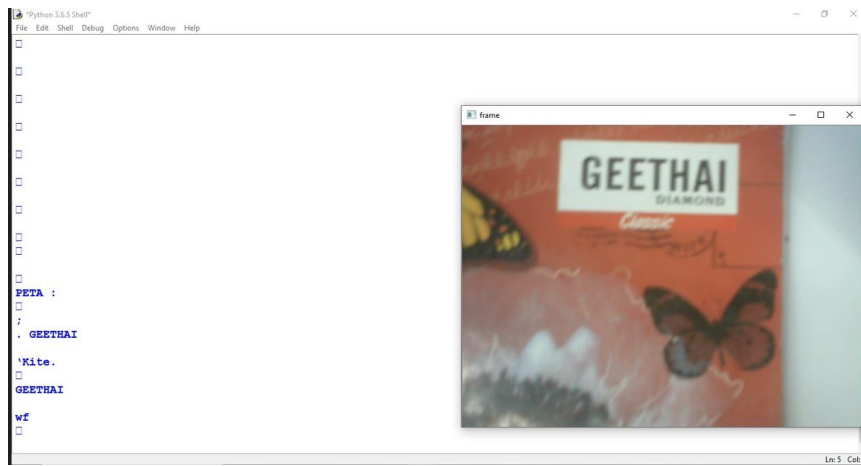 *Python 3.6.5 Shell*
File Edit Shell Debug Options Window Help
PETA :
;
. GEETHAI
‘Kite.
GEETHAI
wf
frame
GEETHAI
DIAMOND
Classic
Ln: 5 Col: